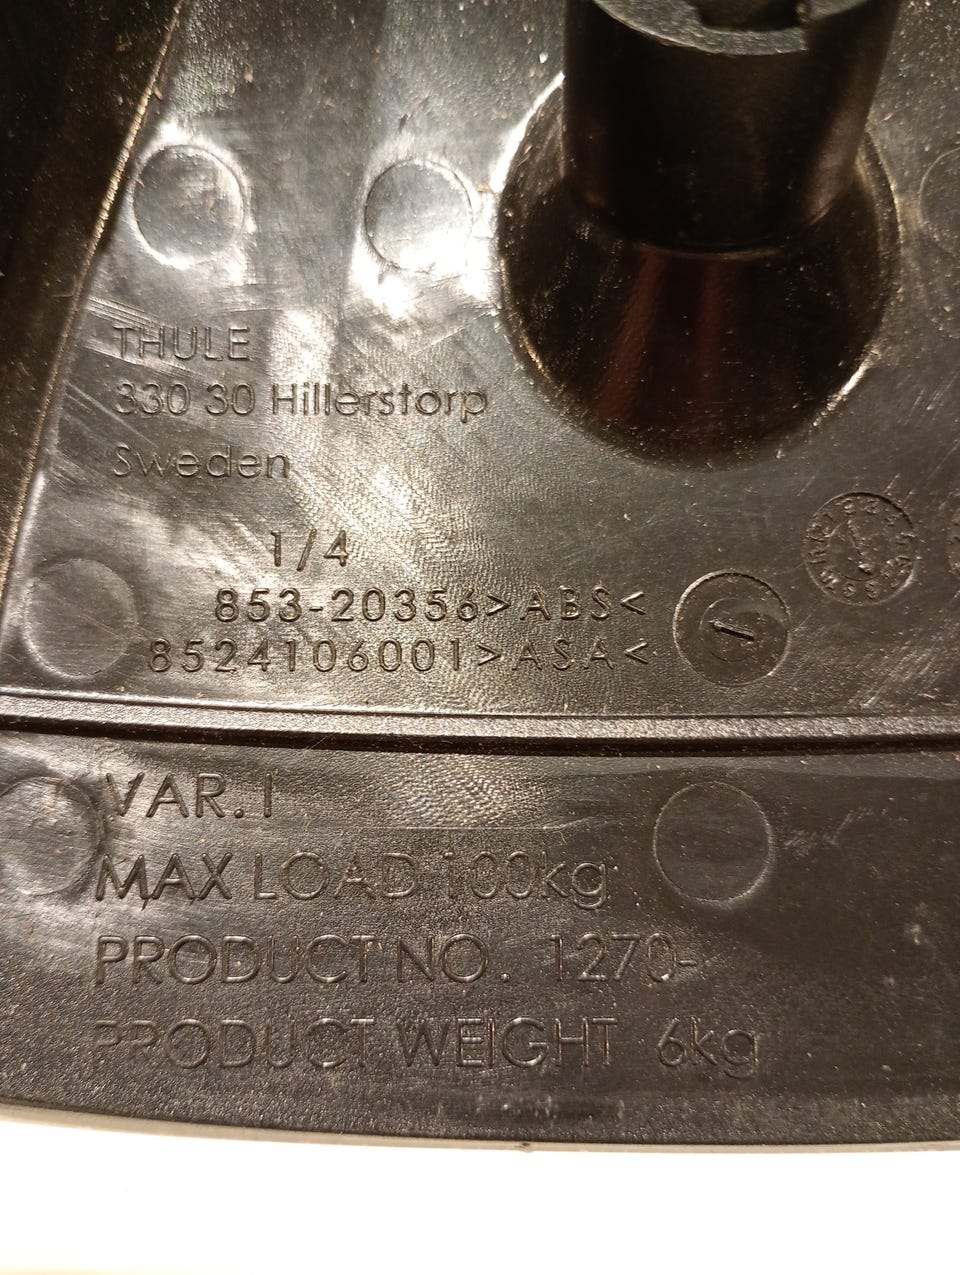 THULE
330 30 Hillerstorp
Sweden
1/4
853-20356>ABS<
8524106001>ASA<
1
VAR. I
MAX LOAD 100kg
PRODUCT NO. 1270-
PRODUCT WEIGHT 6kg